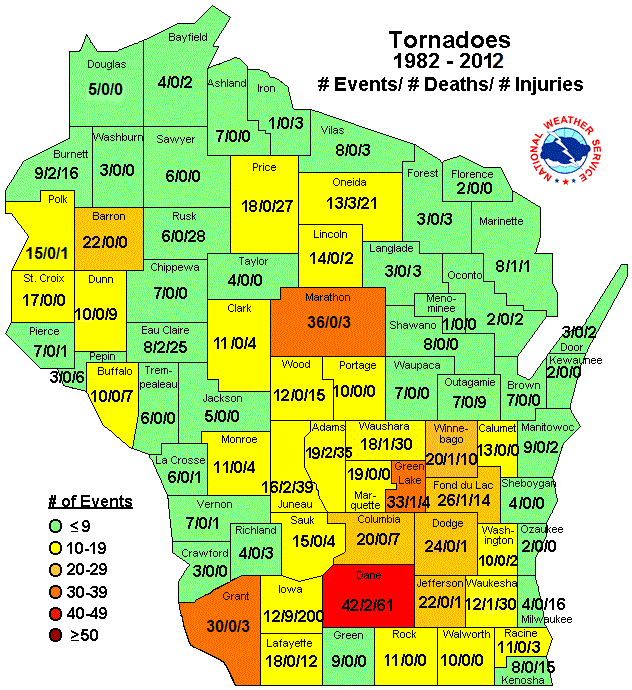 Tornadoes
1982 - 2012
# Events/ # Deaths/ # Injuries
NATIONAL WEATHER SERVICE
Bayfield
4/0/2
Douglas
5/0/0
Ashland
7/0/0
Iron
1/0/3
Vilas
8/0/3
Washburn
3/0/0
Sawyer
6/0/0
Burnett
9/2/16
Price
18/0/27
Oneida
13/3/21
Forest
3/0/3
Florence
2/0/0
Polk
15/0/1
Barron
22/0/0
Rusk
6/0/28
Marinette
8/1/1
Lincoln
14/0/2
Langlade
3/0/3
Taylor
4/0/0
Chippewa
7/0/0
Oconto
2/0/2
St. Croix
17/0/0
Dunn
10/0/9
Clark
11/0/4
Marathon
36/0/3
Meno-
minee
1/0/0
Shawano
8/0/0
Pierce
7/0/1
Eau Claire
8/2/25
Door
3/0/2
Kewaunee
2/0/0
Pepin
3/0/6
Buffalo
10/0/7
Trem-
pealeau
6/0/0
Jackson
5/0/0
Wood
12/0/15
Portage
10/0/0
Waupaca
7/0/0
Outagamie
7/0/9
Brown
7/0/0
Manitowoc
9/0/2
Monroe
11/0/4
Adams
19/2/35
Waushara
18/1/30
Winne-
bago
20/1/10
Calumet
13/0/0
La Crosse
6/0/1
16/2/39
Juneau
19/0/0
Mar-
quette
Green
Lake
33/1/4
Fond du Lac
26/1/14
Sheboygan
4/0/0
Vernon
7/0/1
Richland
4/0/3
Sauk
15/0/4
Columbia
20/0/7
Dodge
24/0/1
Wash-
ington
10/0/2
Ozaukee
2/0/0
Crawford
3/0/0
Grant
30/0/3
Iowa
12/9/200
Dane
42/2/61
Jefferson
22/0/1
Waukesha
12/1/30
4/0/16
Milwaukee
Lafayette
18/0/12
Green
9/0/0
Rock
11/0/0
Walworth
10/0/0
Racine
11/0/3
8/0/15
Kenosha
# of Events
≤ 9
10-19
20-29
30-39
40-49
≥50